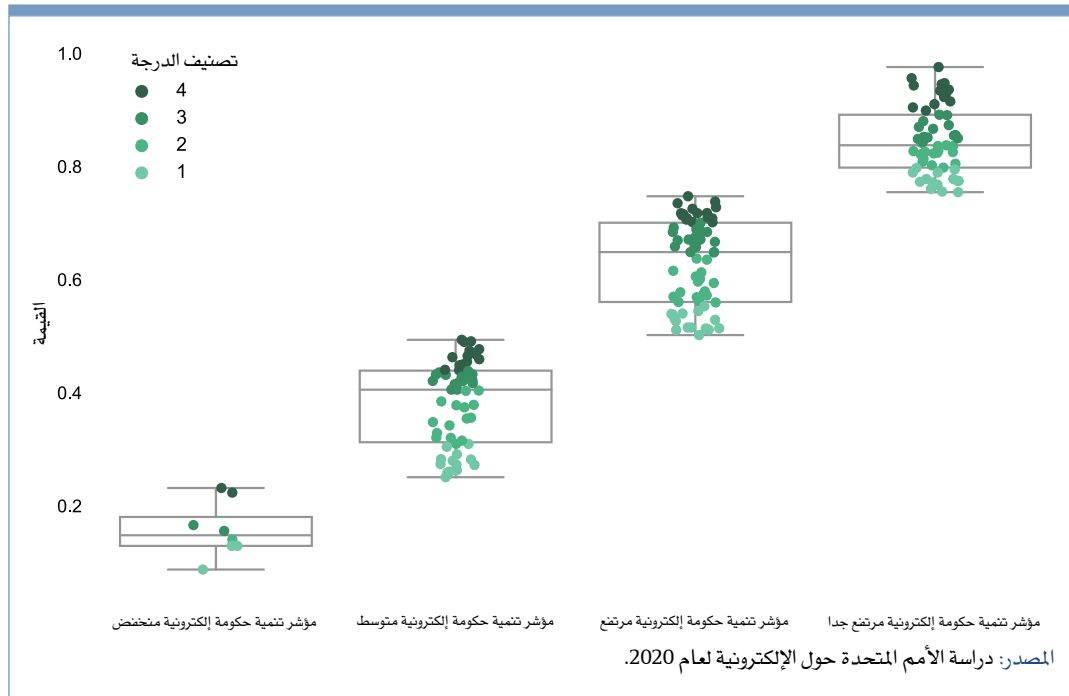 تصنيف الدرجة
4
3
2
1
1.0
0.8
0.6
0.4
0.2
القيمة
مؤشر تنمية حكومة إلكترونية مرتفع جدا
مؤشر تنمية حكومة إلكترونية مرتفع
مؤشر تنمية حكومة إلكترونية متوسط
مؤشر تنمية حكومة إلكترونية منخفض
المصدر: دراسة الأمم المتحدة حول الإلكترونية لعام 2020.